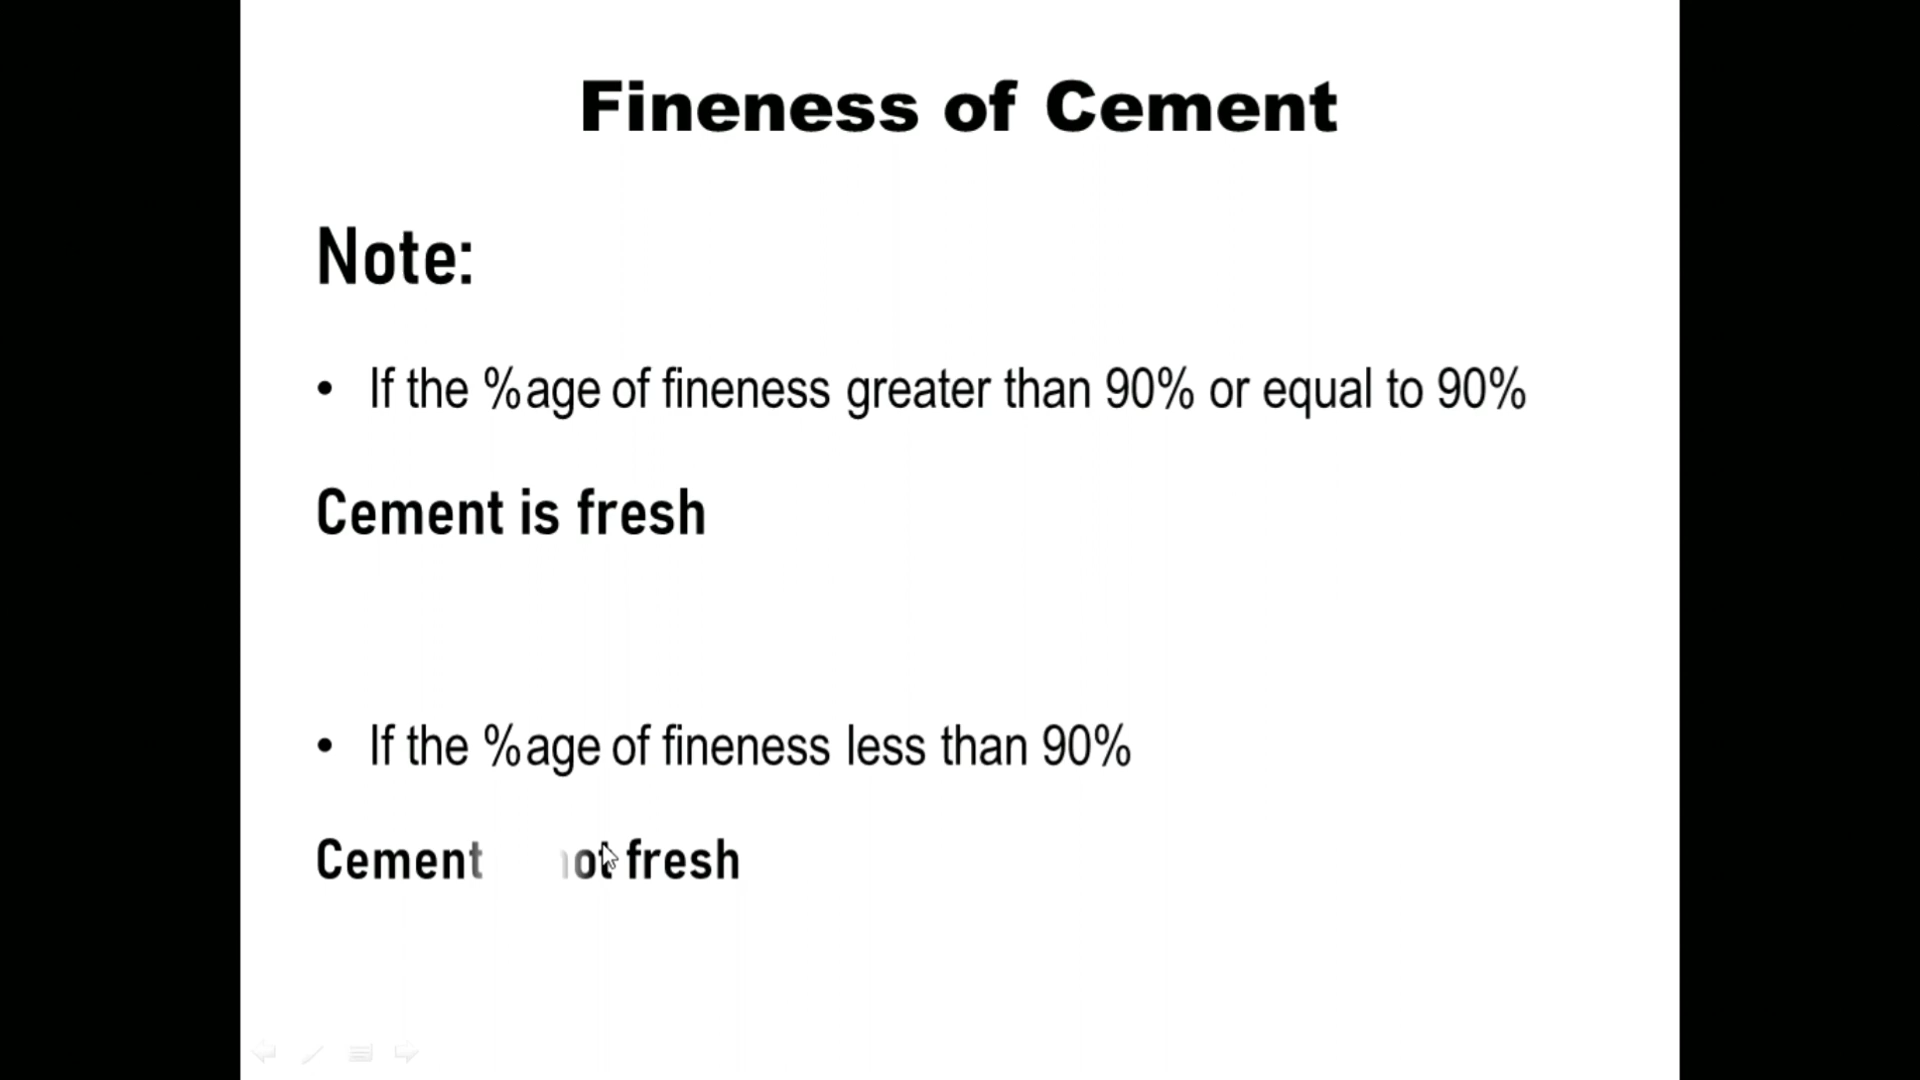 Fineness of Cement
Note:
• If the %age of fineness greater than 90% or equal to 90%
Cement is fresh
• If the %age of fineness less than 90%
Cement not fresh